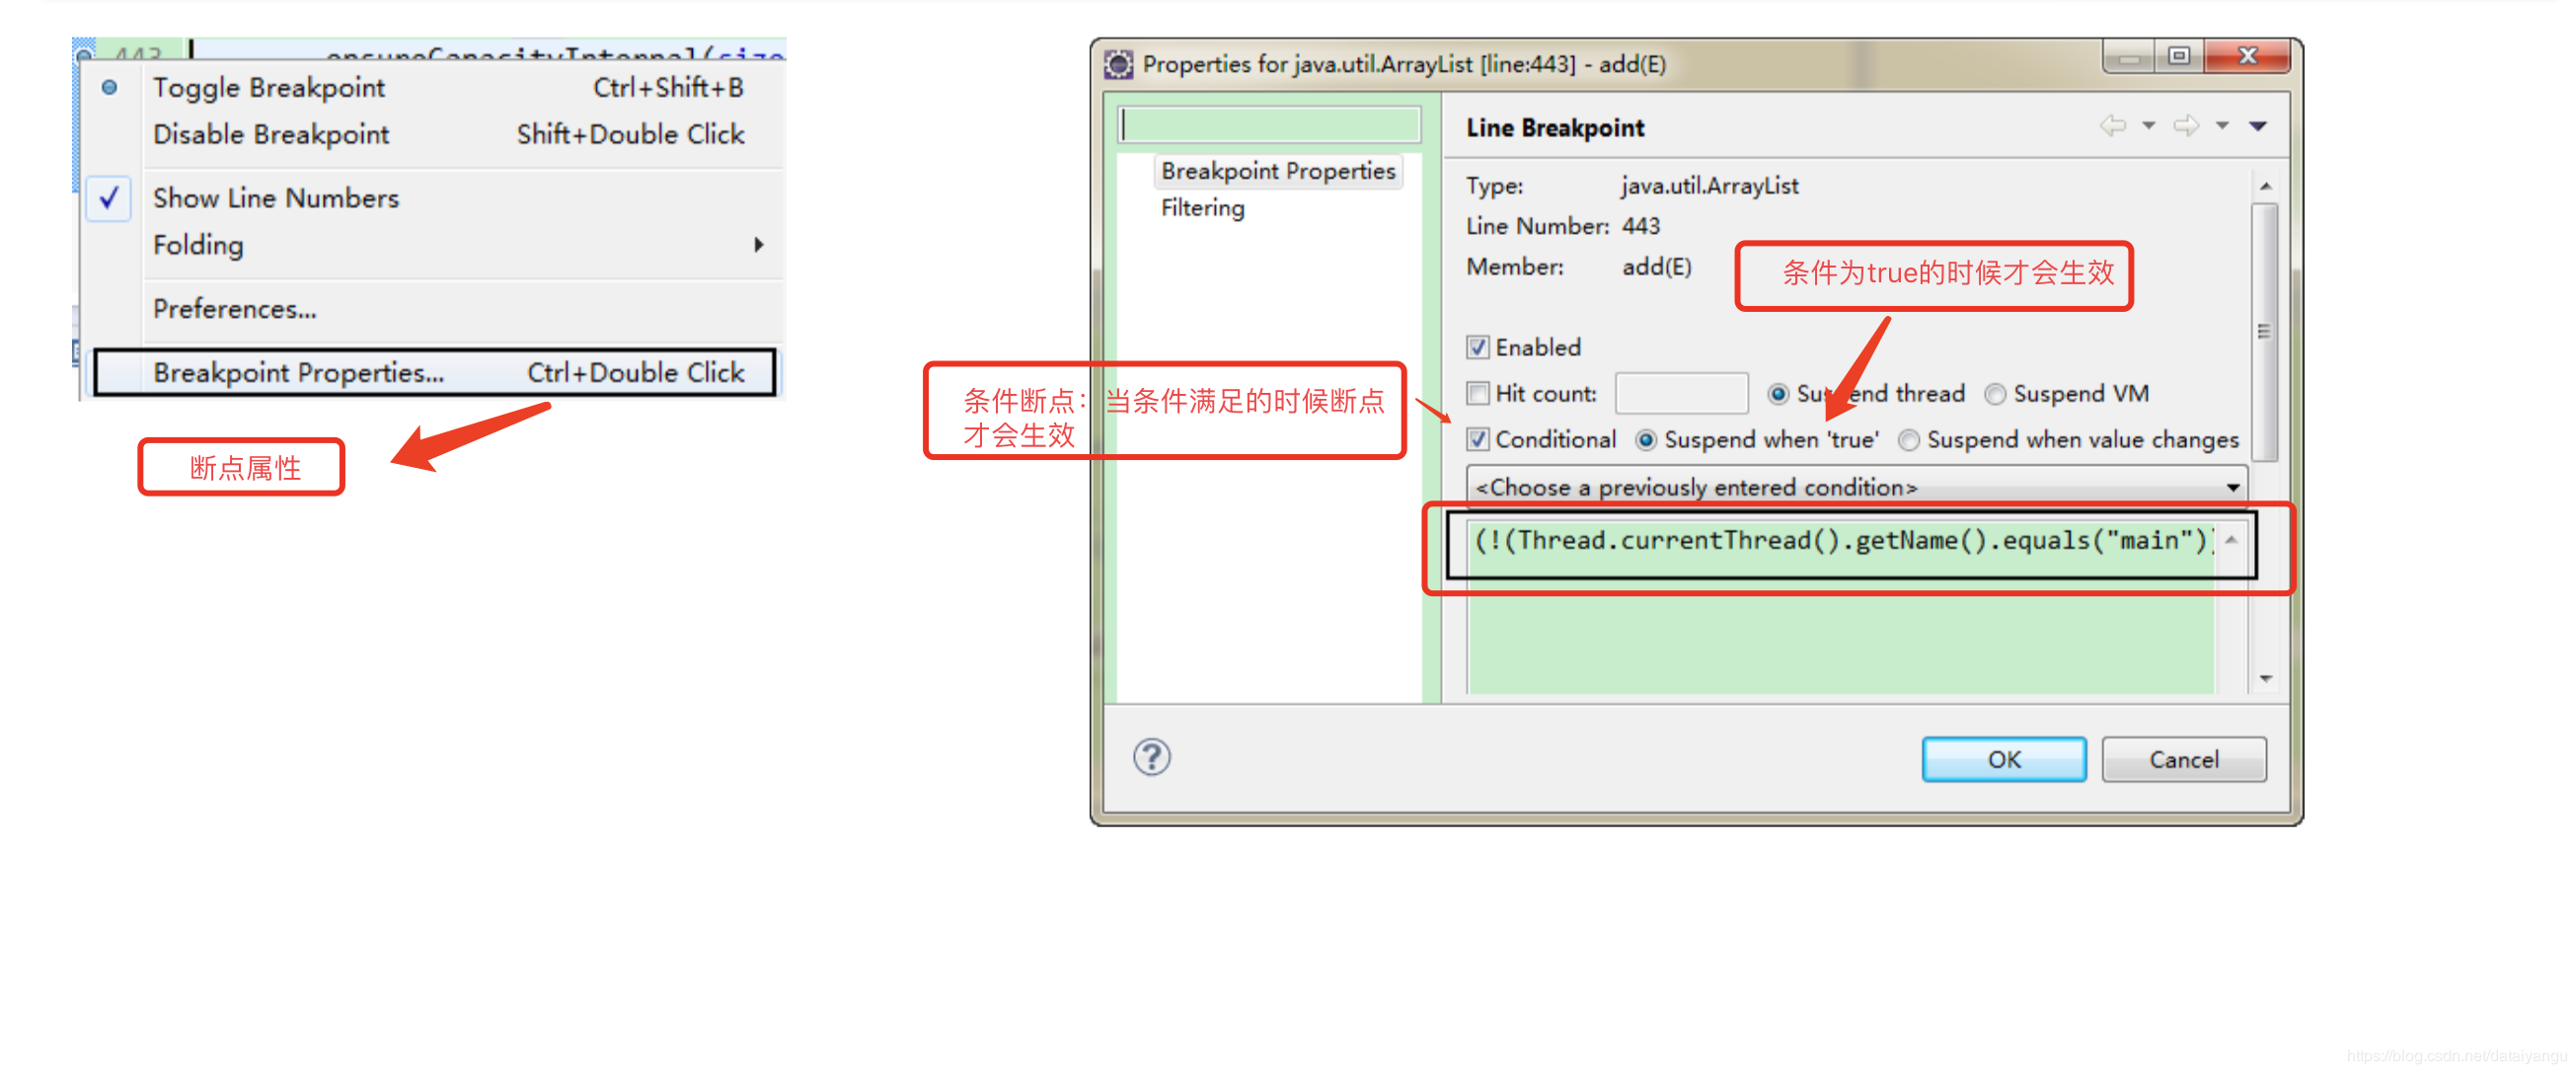 443 ensureCapacityInternal(size
Toggle Breakpoint Ctrl+Shift+B
Disable Breakpoint Shift+Double Click
Show Line Numbers
Folding
Preferences...
Breakpoint Properties... Ctrl+Double Click
断点属性
Properties for java.util.ArrayList [line:443] - add(E)
Breakpoint Properties
Filtering
Line Breakpoint
Type: java.util.ArrayList
Line Number: 443
Member: add(E)
条件为true的时候才会生效
Enabled
Hit count: Suspend thread Suspend VM
条件断点：当条件满足的时候断点
才会生效
Conditional Suspend when 'true' Suspend when value changes
<Choose a previously entered condition>
(!(Thread.currentThread().getName().equals("main"))
OK Cancel
https://blog.csdn.net/dataiyangu